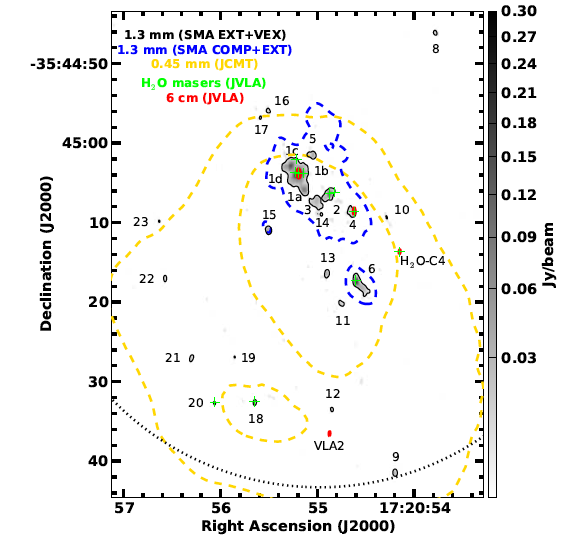 1.3 mm (SMA EXT+VEX)
1.3 mm (SMA COMP+EXT)
0.45 mm (JCMT)
H₂O masers (JVLA)
6 cm (JVLA)
8
16
17
5
1c
1b
1d
1a
3
2
14
4
15
10
23
H₂O-C4
13
6
22
11
21
19
12
20
18
VLA2
9
-35:44:50
45:00
10
20
30
40
Declination (J2000)
57
56
55
17:20:54
Right Ascension (J2000)
0.30
0.27
0.24
0.21
0.18
0.15
0.12
0.09
0.06
0.03
Jy/beam